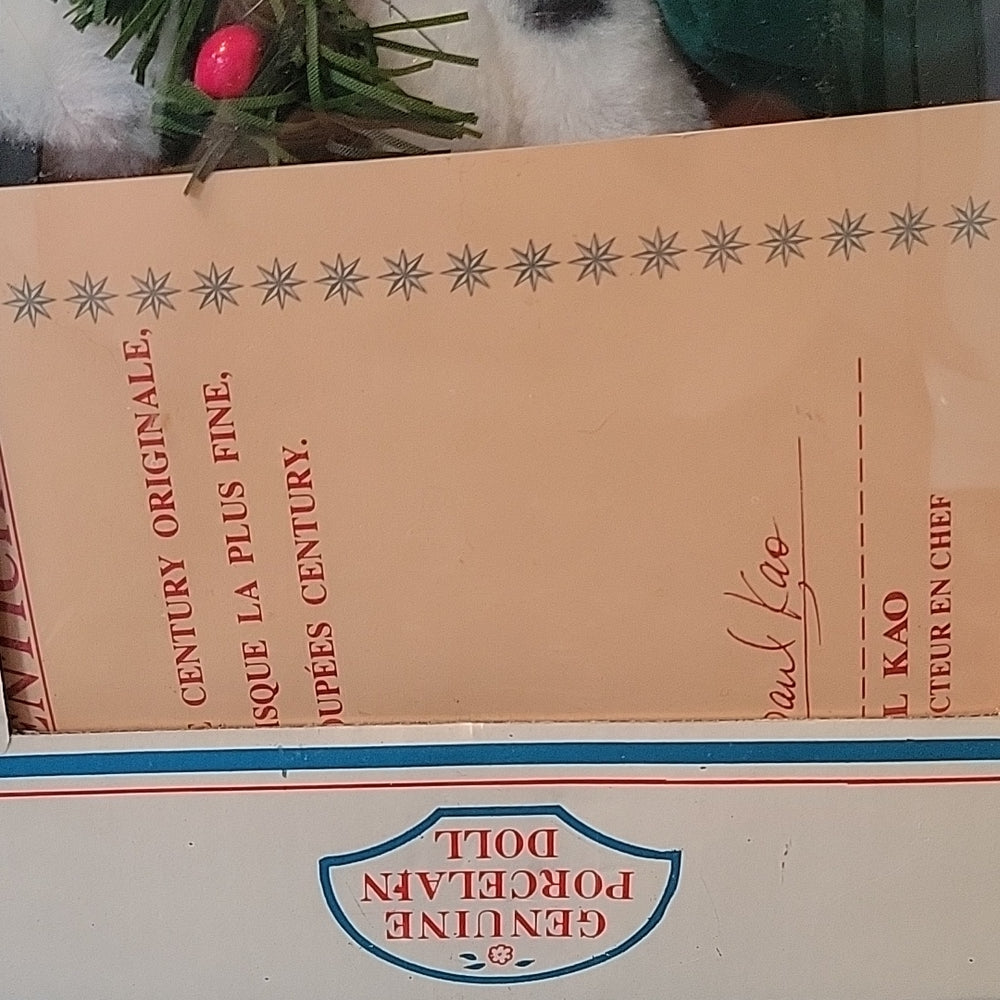 CENTURY ORIGINALE,
ISQUE LA PLUS FINE,
OUPÉES CENTURY.
Paul Kao
L KAO
CTEUR EN CHEF
GENUINE
PORCELAIN
DOLL